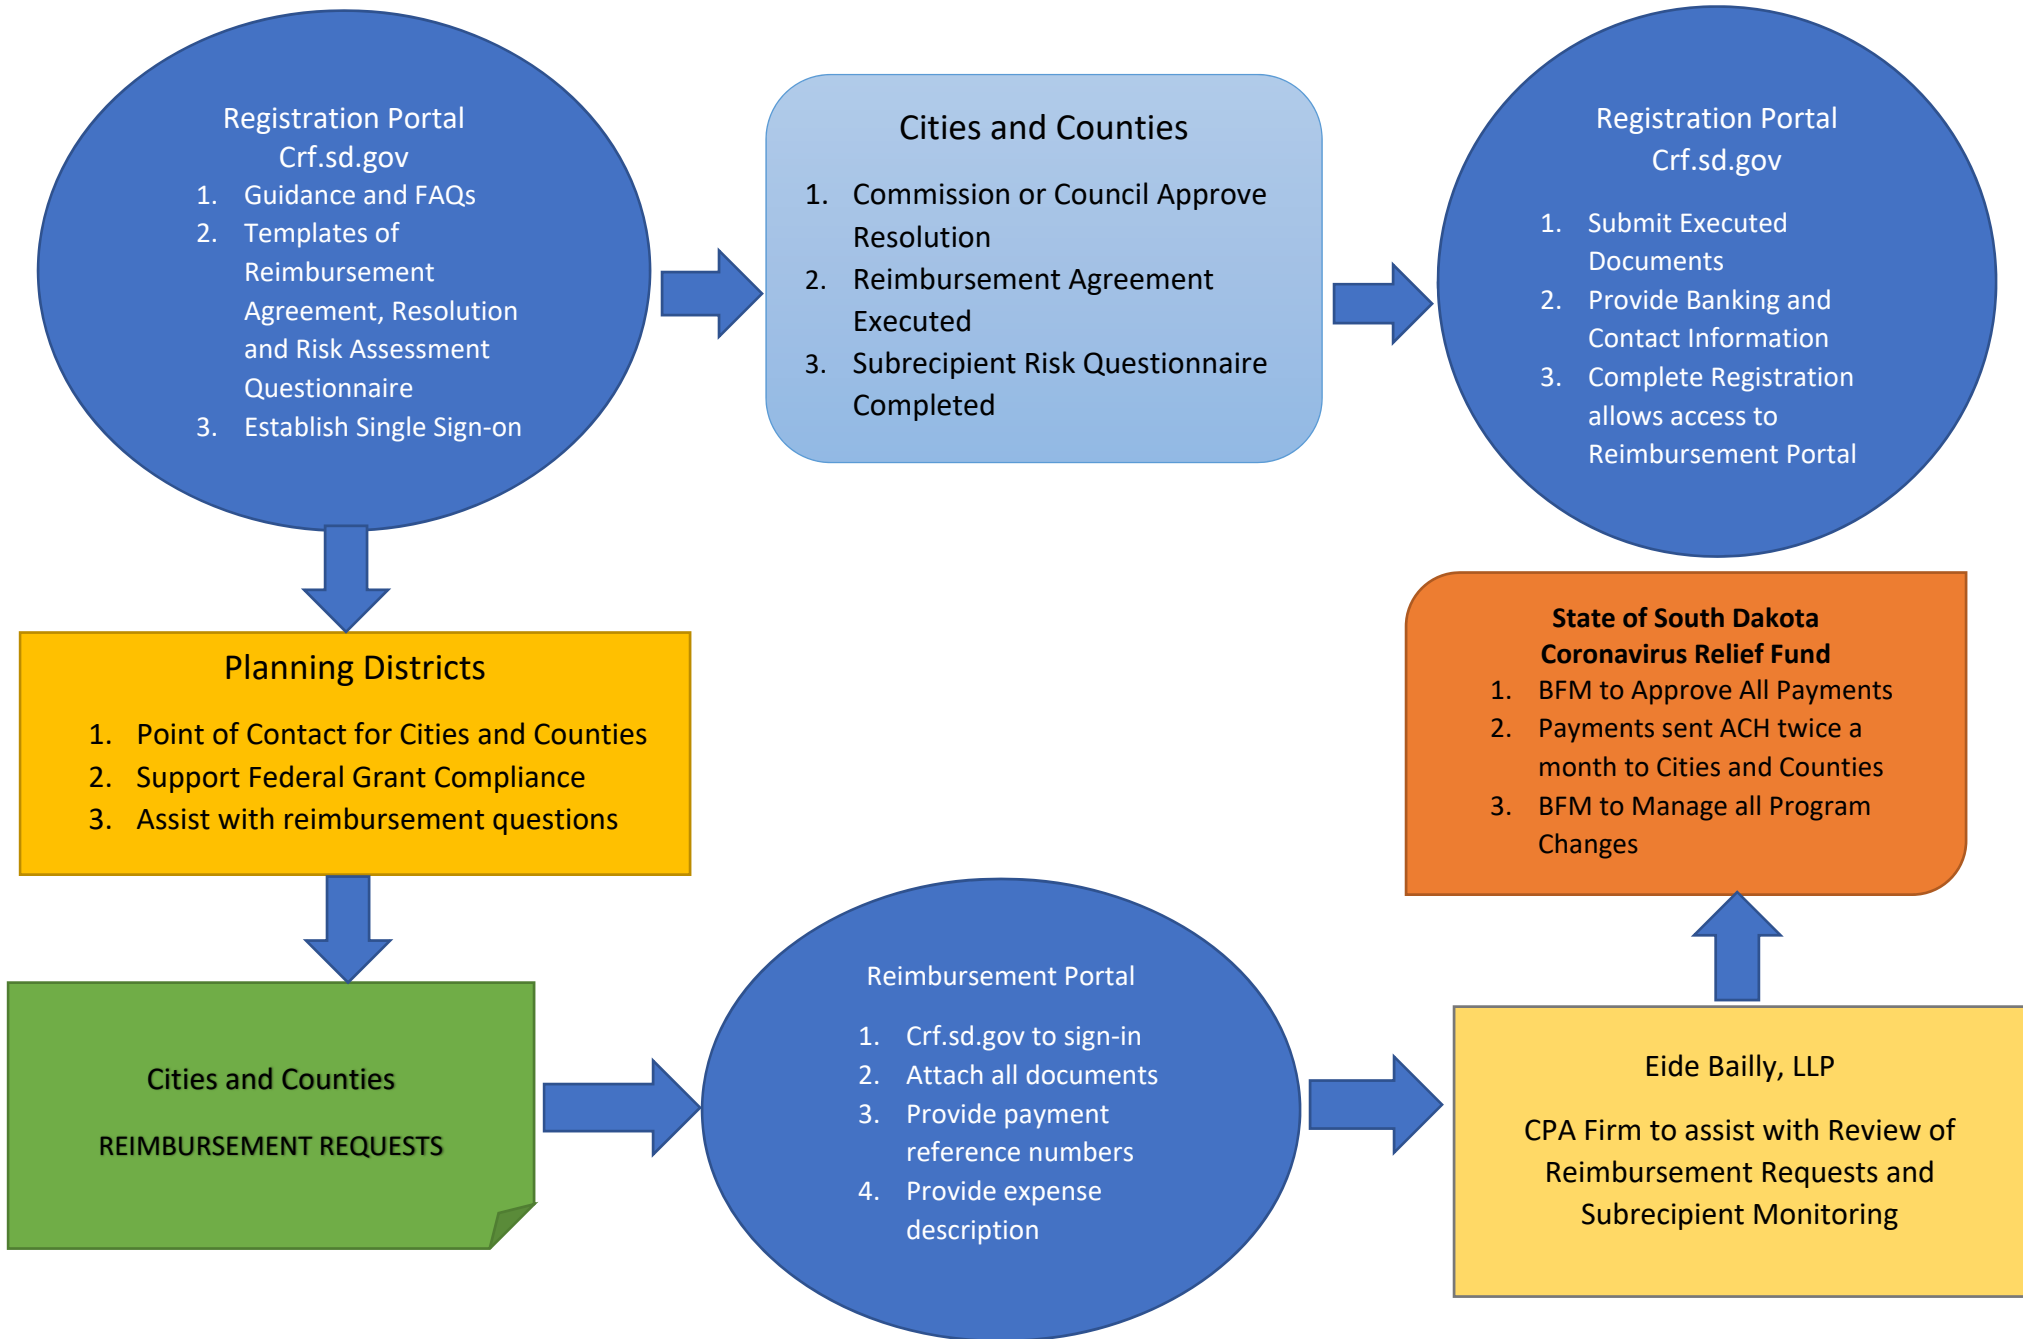 Registration Portal
Crf.sd.gov
1. Guidance and FAQs
2. Templates of
Reimbursement
Agreement, Resolution
and Risk Assessment
Questionnaire
3. Establish Single Sign-on
Cities and Counties
1. Commission or Council Approve
Resolution
2. Reimbursement Agreement
Executed
3. Subrecipient Risk Questionnaire
Completed
Registration Portal
Crf.sd.gov
1. Submit Executed
Documents
2. Provide Banking and
Contact Information
3. Complete Registration
allows access to
Reimbursement Portal
Planning Districts
1. Point of Contact for Cities and Counties
2. Support Federal Grant Compliance
3. Assist with reimbursement questions
State of South Dakota
Coronavirus Relief Fund
1. BFM to Approve All Payments
2. Payments sent ACH twice a
month to Cities and Counties
3. BFM to Manage all Program
Changes
Cities and Counties
REIMBURSEMENT REQUESTS
Reimbursement Portal
1. Crf.sd.gov to sign-in
2. Attach all documents
3. Provide payment
reference numbers
4. Provide expense
description
Eide Bailly, LLP
CPA Firm to assist with Review of
Reimbursement Requests and
Subrecipient Monitoring